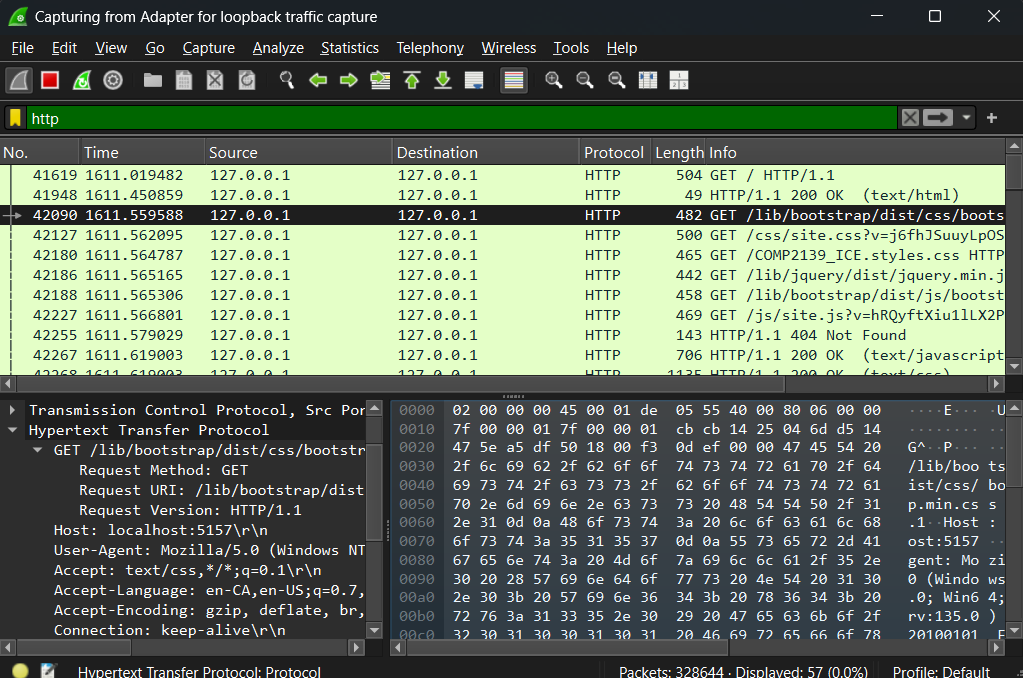 Capturing from Adapter for loopback traffic capture
File Edit View Go Capture Analyze Statistics Telephony Wireless Tools Help
http
No. Time Source Destination Protocol Length Info
41619 1611.019482 127.0.0.1 127.0.0.1 HTTP 504 GET / HTTP/1.1
41948 1611.450859 127.0.0.1 127.0.0.1 HTTP 49 HTTP/1.1 200 OK (text/html)
42090 1611.559588 127.0.0.1 127.0.0.1 HTTP 482 GET /lib/bootstrap/dist/css/boots
42127 1611.562095 127.0.0.1 127.0.0.1 HTTP 500 GET /css/site.css?v=j6fhJSuuyLpOS
42180 1611.564787 127.0.0.1 127.0.0.1 HTTP 465 GET /COMP2139_ICE.styles.css HTTP
42186 1611.565165 127.0.0.1 127.0.0.1 HTTP 442 GET /lib/jquery/dist/jquery.min.j
42188 1611.565306 127.0.0.1 127.0.0.1 HTTP 458 GET /lib/bootstrap/dist/js/bootst
42227 1611.566801 127.0.0.1 127.0.0.1 HTTP 469 GET /js/site.js?v=hRQyftXiu1lLX2P
42255 1611.579029 127.0.0.1 127.0.0.1 HTTP 143 HTTP/1.1 404 Not Found
42267 1611.619003 127.0.0.1 127.0.0.1 HTTP 706 HTTP/1.1 200 OK (text/javascript
42268 1611.619003 127.0.0.1 127.0.0.1 HTTP 1135 HTTP/1.1 200 OK (text/css)
Transmission Control Protocol, Src Por
Hypertext Transfer Protocol
GET /lib/bootstrap/dist/css/bootstr
Request Method: GET
Request URI: /lib/bootstrap/dist
Request Version: HTTP/1.1
Host: localhost:5157\r\n
User-Agent: Mozilla/5.0 (Windows NT
Accept: text/css,*/*;q=0.1\r\n
Accept-Language: en-CA,en-US;q=0.7,
Accept-Encoding: gzip, deflate, br,
Connection: keep-alive\r\n
0000 02 00 00 00 45 00 01 de 05 55 40 00 80 06 00 00 ····E··· ·U
0010 7f 00 00 01 7f 00 00 01 cb cb 14 25 04 6d d5 14 ········ ···
0020 47 5e a5 df 50 18 00 f3 0d ef 00 00 47 45 54 20 G^··P··· ···
0030 2f 6c 69 62 2f 62 6f 6f 74 73 74 72 61 70 2f 64 /lib/boo ts
0040 69 73 74 2f 63 73 73 2f 62 6f 6f 74 73 74 72 61 ist/css/ bo
0050 70 2e 6d 69 6e 2e 63 73 73 20 48 54 54 50 2f 31 p.min.cs s
0060 2e 31 0d 0a 48 6f 73 74 3a 20 6c 6f 63 61 6c 68 .1··Host :
0070 6f 73 74 3a 35 31 35 37 0d 0a 55 73 65 72 2d 41 ost:5157 ··
0080 67 65 6e 74 3a 20 4d 6f 7a 69 6c 6c 61 2f 35 2e gent: Mo zi
0090 30 20 28 57 69 6e 64 6f 77 73 20 4e 54 20 31 30 0 (Windo ws
00a0 2e 30 3b 20 57 69 6e 36 34 3b 20 78 36 34 3b 20 .0; Win6 4;
00b0 72 76 3a 31 33 35 2e 30 29 20 47 65 63 6b 6f 2f rv:135.0 )
00c0 32 30 31 30 30 31 30 31 20 46 69 72 65 66 6f 78 20100101 F
Hypertext Transfer Protocol: Protocol
Packets: 328644 · Displayed: 57 (0.0%)
Profile: Default